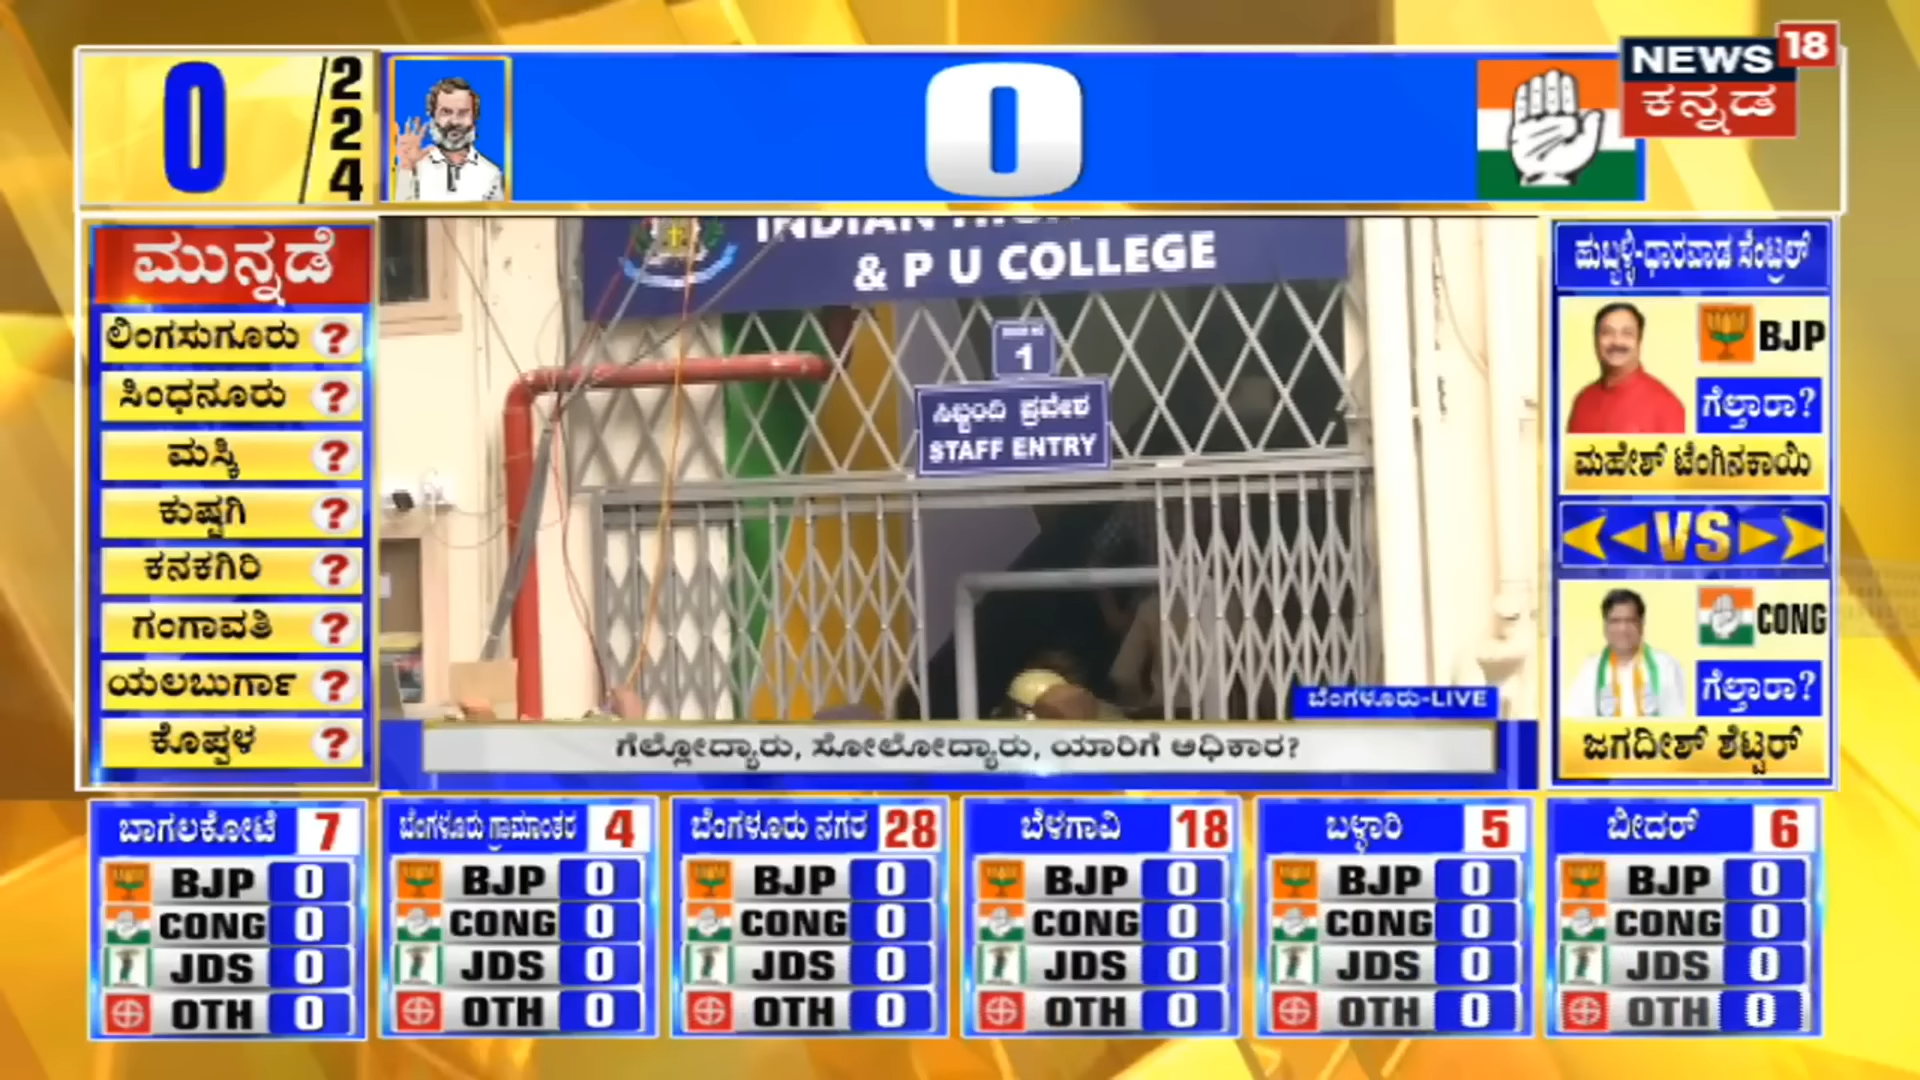 0
/224
0
NEWS 18
ಕನ್ನಡ
ಮುನ್ನಡೆ
ಲಿಂಗಸುಗೂರು ?
ಸಿಂಧನೂರು ?
ಮಸ್ಕಿ ?
ಕುಷ್ಟಗಿ ?
ಕನಕಗಿರಿ ?
ಗಂಗಾವತಿ ?
ಯಲಬುರ್ಗಾ ?
ಕೊಪ್ಪಳ ?
INDIAN
& P U COLLEGE
1
ಸಿಬ್ಬಂದಿ ಪ್ರವೇಶ
STAFF ENTRY
ಬೆಂಗಳೂರು-LIVE
ಗೆಲ್ಲೋದ್ಯಾರು, ಸೋಲೋದ್ಯಾರು, ಯಾರಿಗೆ ಅಧಿಕಾರ?
ಹುಬ್ಬಳ್ಳಿ-ಧಾರವಾಡ ಸೆಂಟ್ರಲ್
BJP
ಗೆಲ್ತಾರಾ?
ಮಹೇಶ್ ಟೆಂಗಿನಕಾಯಿ
VS
CONG
ಗೆಲ್ತಾರಾ?
ಜಗದೀಶ್ ಶೆಟ್ಟರ್
ಬಾಗಲಕೋಟೆ 7
BJP 0
CONG 0
JDS 0
OTH 0
ಬೆಂಗಳೂರು ಗ್ರಾಮಾಂತರ 4
BJP 0
CONG 0
JDS 0
OTH 0
ಬೆಂಗಳೂರು ನಗರ 28
BJP 0
CONG 0
JDS 0
OTH 0
ಬೆಳಗಾವಿ 18
BJP 0
CONG 0
JDS 0
OTH 0
ಬಳ್ಳಾರಿ 5
BJP 0
CONG 0
JDS 0
OTH 0
ಬೀದರ್ 6
BJP 0
CONG 0
JDS 0
OTH 0